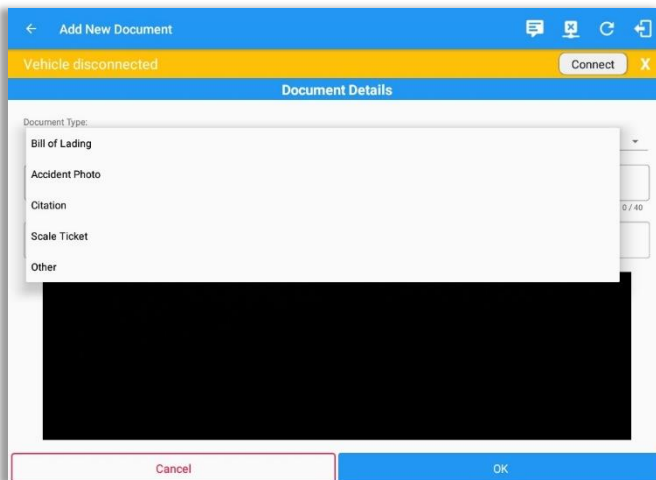 Add New Document
Vehicle disconnected
Connect
X
Document Details
Document Type:
Bill of Lading
Accident Photo
0 / 40
Citation
Scale Ticket
Other
Cancel
OK